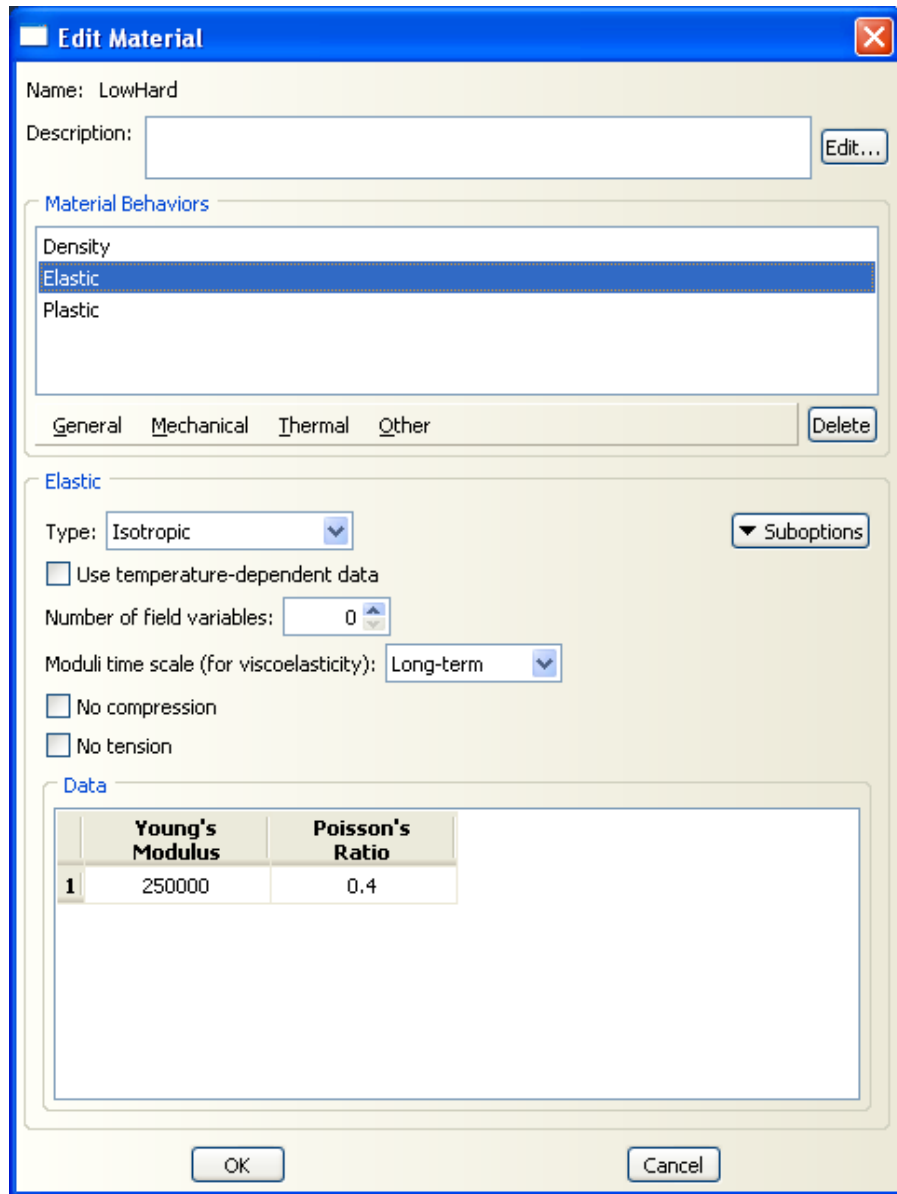 Edit Material
Name: LowHard
Description:
Edit...
Material Behaviors
Density
Elastic
Plastic
General Mechanical Thermal Other Delete
Elastic
Type: Isotropic Suboptions
Use temperature-dependent data
Number of field variables: 0
Moduli time scale (for viscoelasticity): Long-term
No compression
No tension
Data
Young's Poisson's
Modulus Ratio
1 250000 0.4
OK Cancel